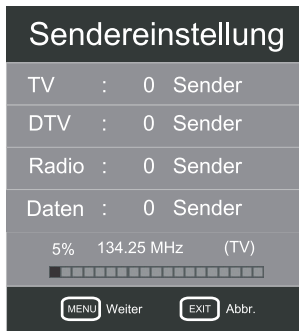 Sendereinstellung
TV : 0 Sender
DTV : 0 Sender
Radio : 0 Sender
Daten : 0 Sender
5% 134.25 MHz (TV)
MENU Weiter EXIT Abbr.